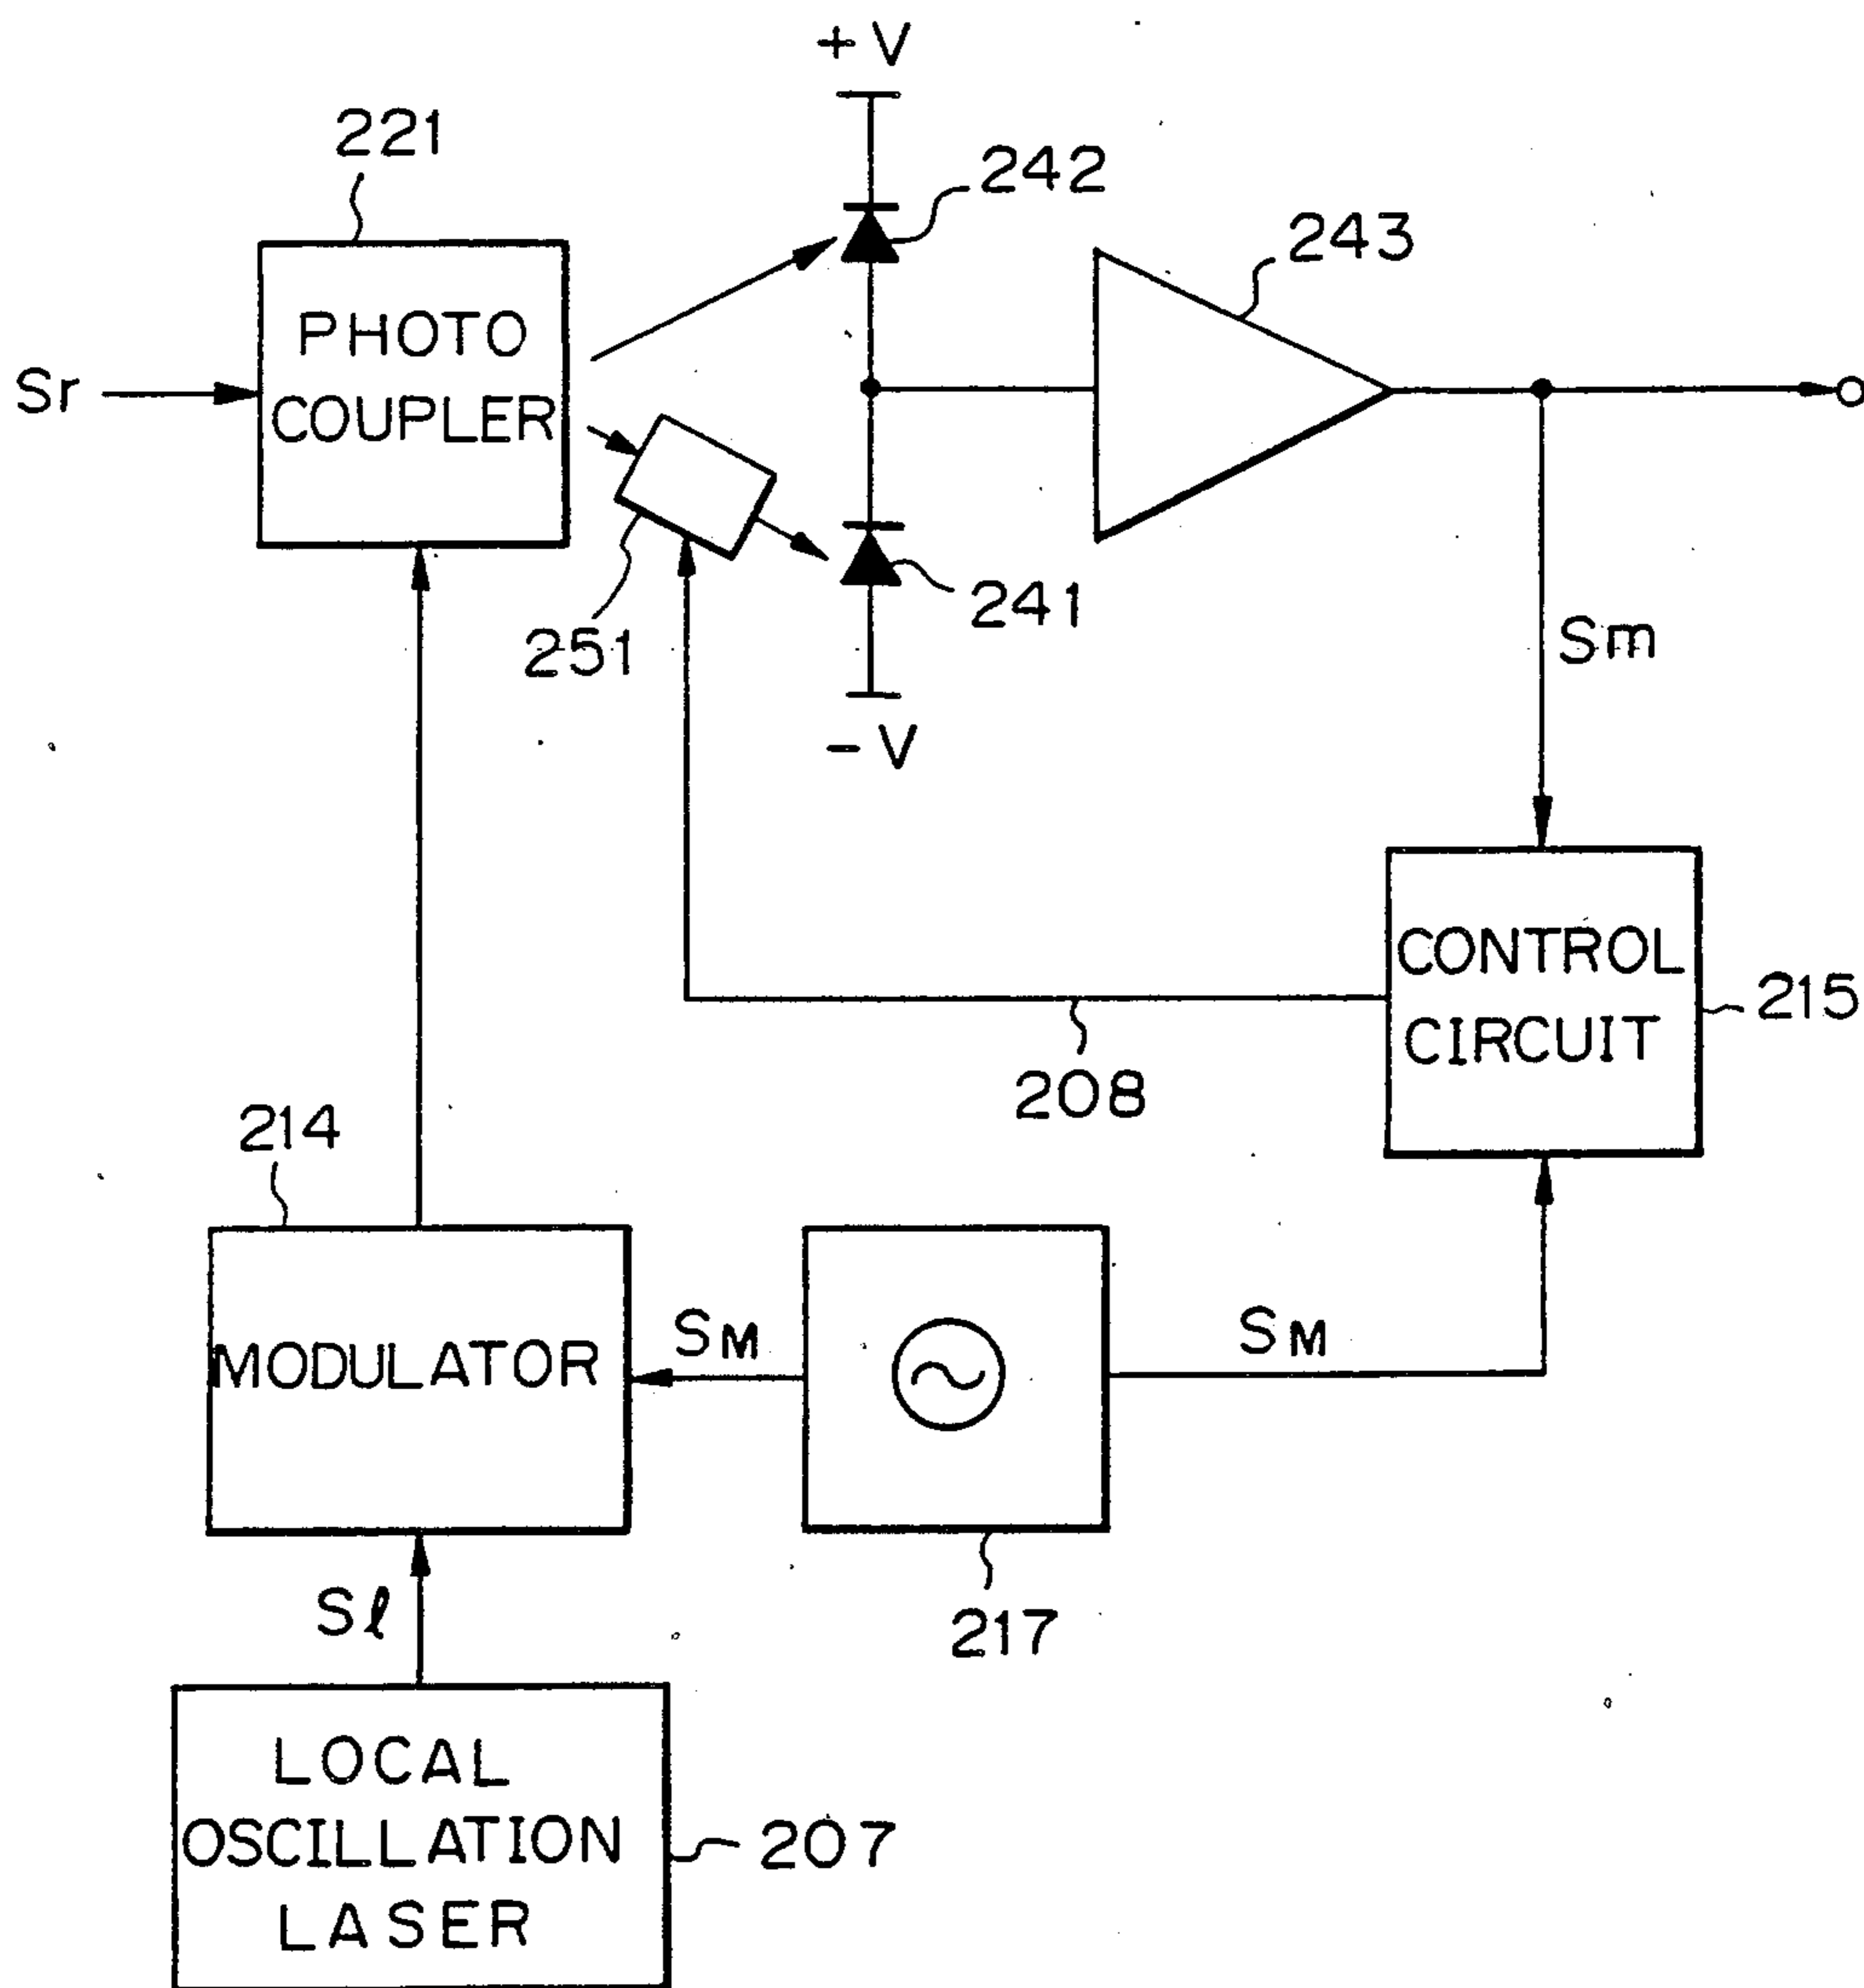 +V
221
242
243
PHOTO
COUPLER
Sr
251
241
Sm
-V
CONTROL
CIRCUIT
215
208
214
MODULATOR
SM
SM
Sℓ
217
LOCAL
OSCILLATION
LASER
207